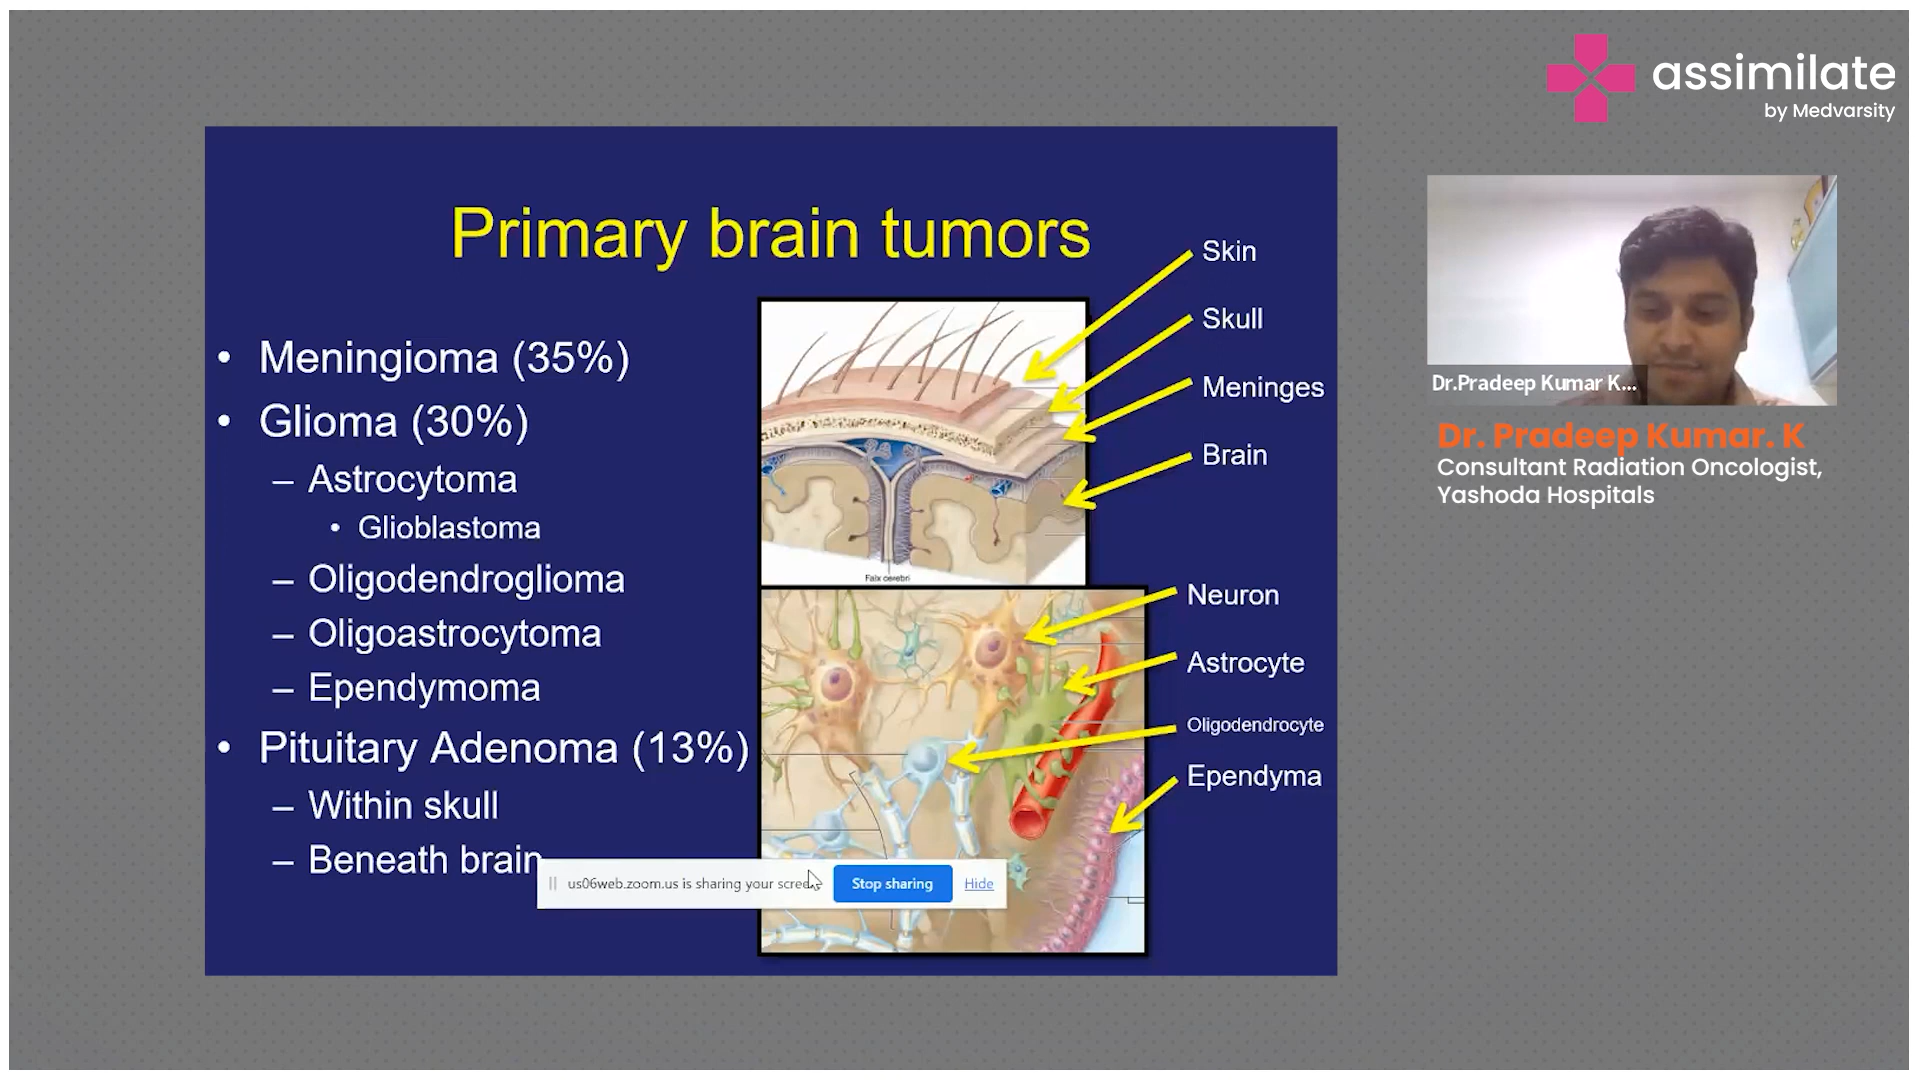 assimilate
by Medvarsity
Primary brain tumors
• Meningioma (35%)
• Glioma (30%)
– Astrocytoma
• Glioblastoma
– Oligodendroglioma
– Oligoastrocytoma
– Ependymoma
• Pituitary Adenoma (13%)
– Within skull
– Beneath brain
Skin
Skull
Meninges
Brain
Falx cerebri
Neuron
Astrocyte
Oligodendrocyte
Ependyma
us06web.zoom.us is sharing your screen
Stop sharing
Hide
Dr.Pradeep Kumar K...
Dr. Pradeep Kumar. K
Consultant Radiation Oncologist,
Yashoda Hospitals